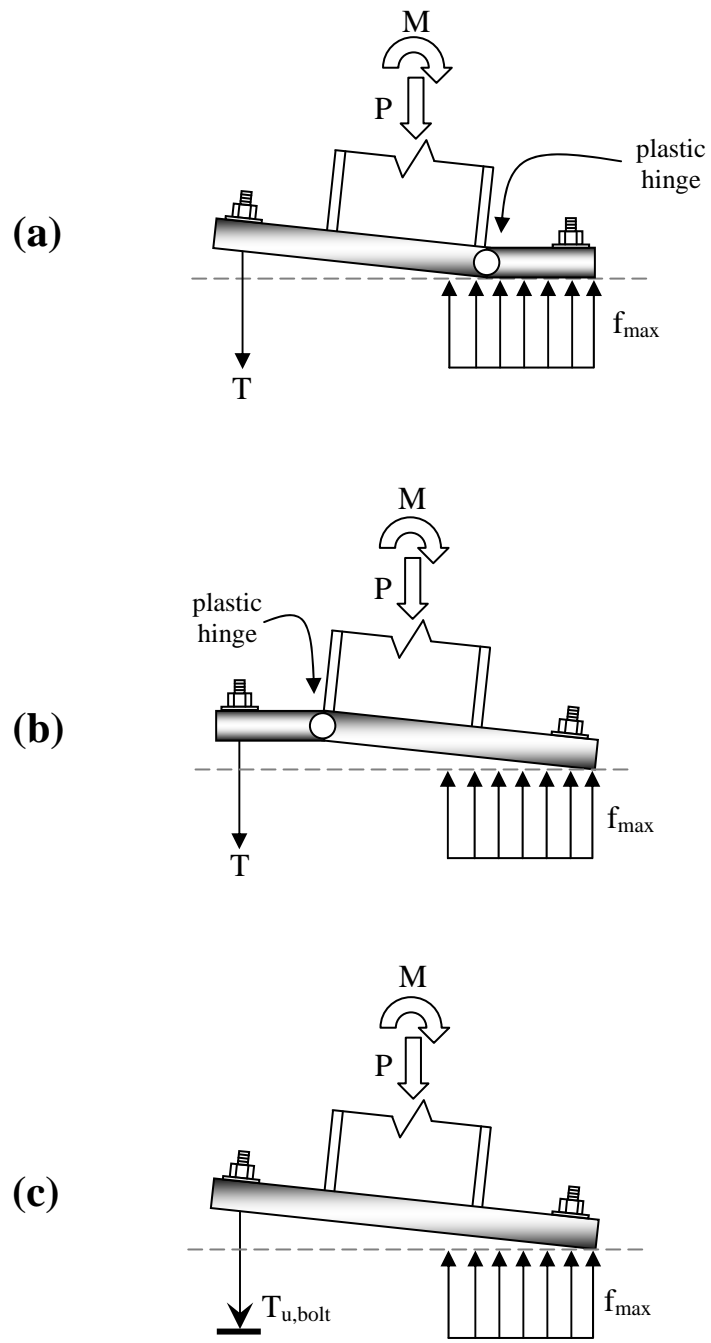 M
P
plastic
hinge
(a)
f_max
T
M
P
plastic
hinge
(b)
f_max
T
M
P
(c)
T_u,bolt
f_max